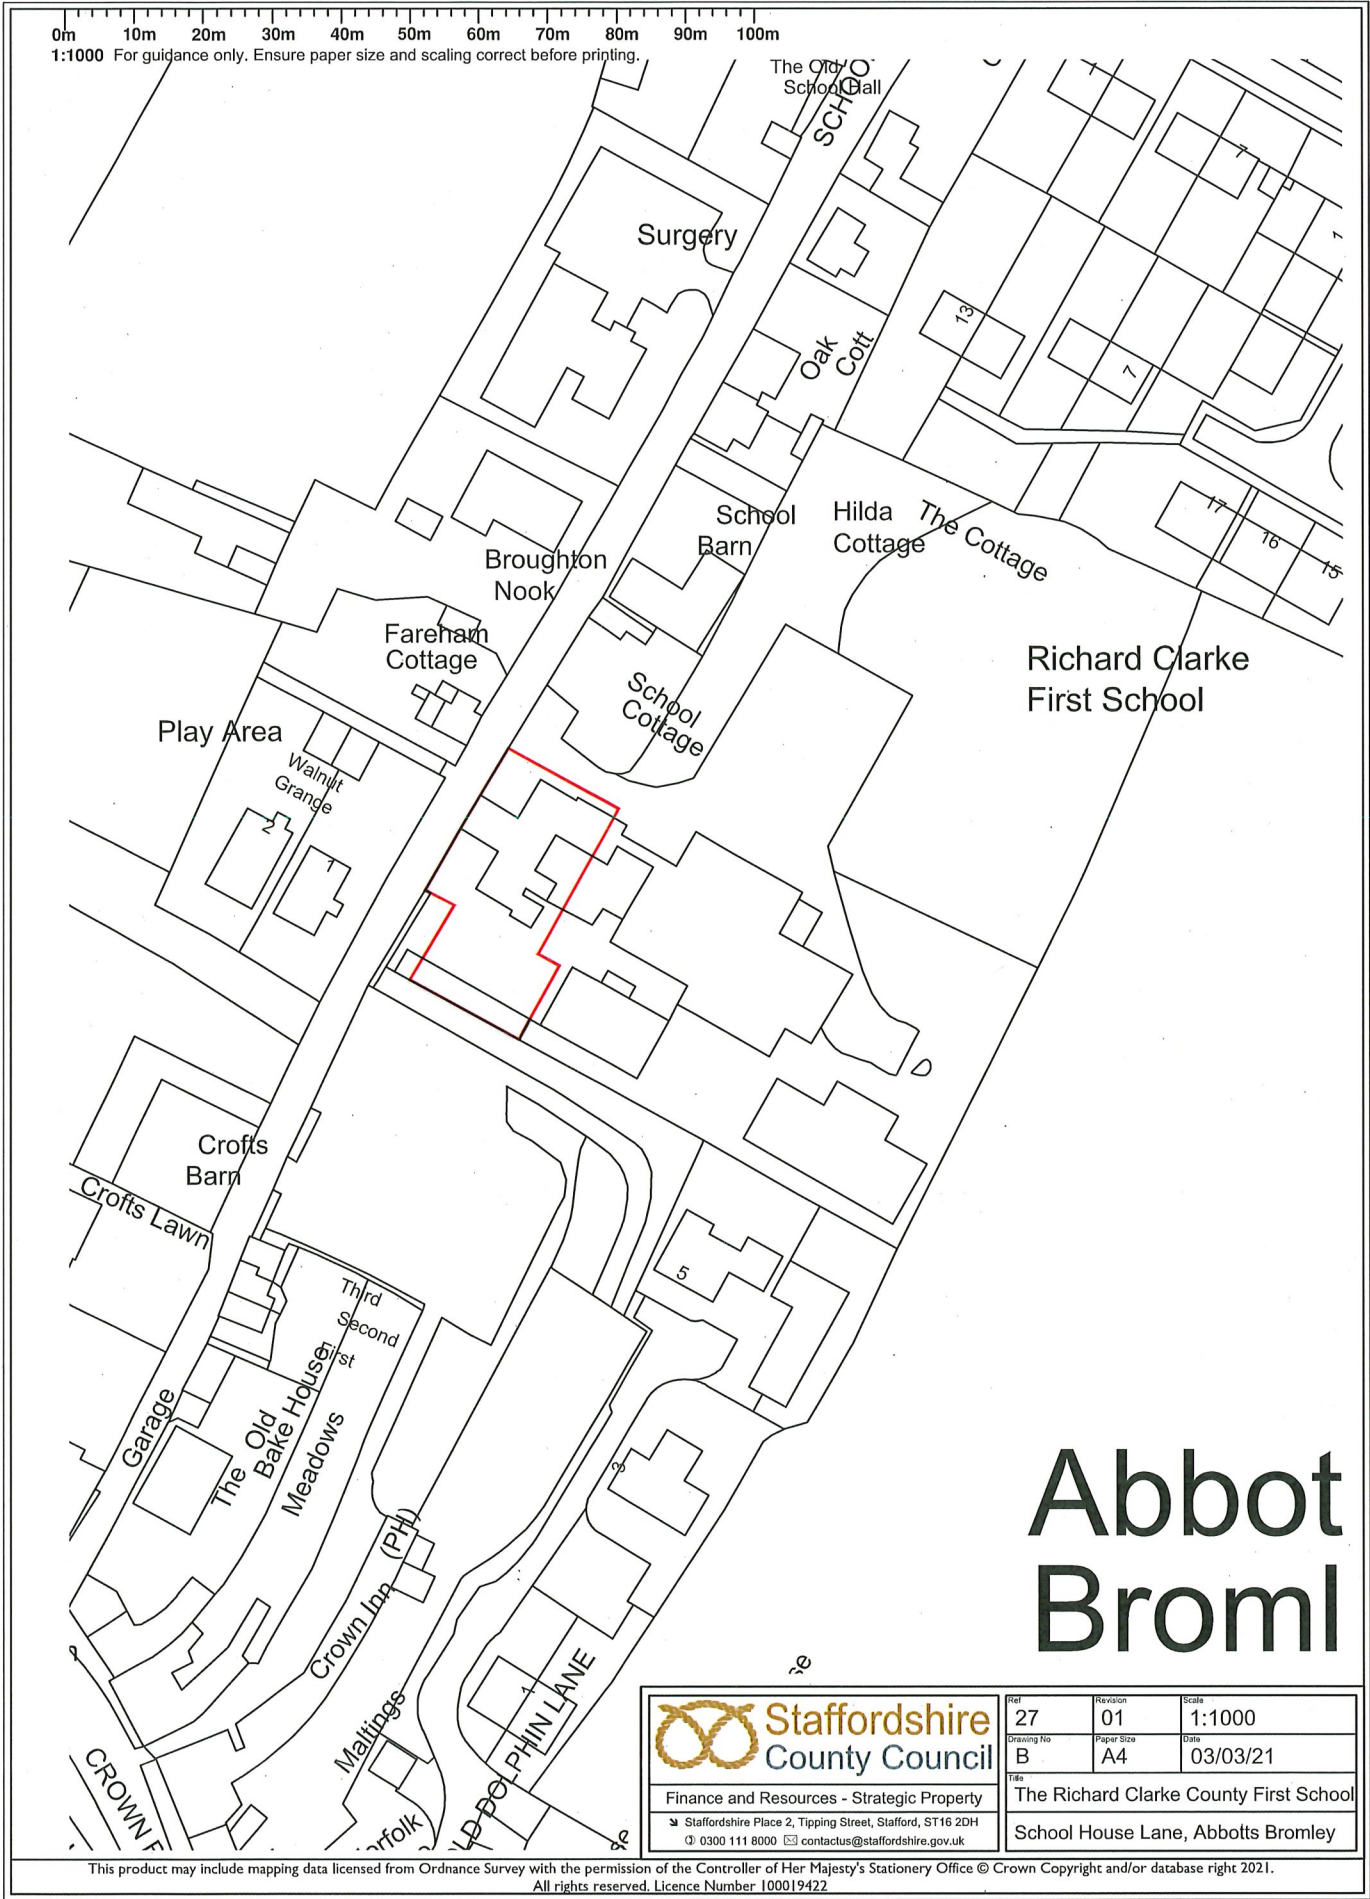 0m 10m 20m 30m 40m 50m 60m 70m 80m 90m 100m
1:1000 For guidance only. Ensure paper size and scaling correct before printing.
The Old
School Hall
SCHOO
1
7
1
Surgery
13
7
Oak
Cott
School
Barn
Hilda
Cottage
The Cottage
17
16
15
Broughton
Nook
Fareham
Cottage
Richard Clarke
First School
School
Cottage
Play Area
Walnut
Grange
2
1
Crofts
Barn
Crofts Lawn
5
Third
Second
First
Garage
The
Old
Bake House
Meadows
3
(PH)
Crown Inn
Abbot
Broml
1
Maltings
OLD DOLPHIN LANE
se
CROWN
orfolk
Staffordshire
County Council
Finance and Resources - Strategic Property
Staffordshire Place 2, Tipping Street, Stafford, ST16 2DH
0300 111 8000 contactus@staffordshire.gov.uk
Ref Revision Scale
27 01 1:1000
Drawing No Paper Size Date
B A4 03/03/21
Title
The Richard Clarke County First School
School House Lane, Abbotts Bromley
This product may include mapping data licensed from Ordnance Survey with the permission of the Controller of Her Majesty's Stationery Office © Crown Copyright and/or database right 2021.
All rights reserved. Licence Number 100019422